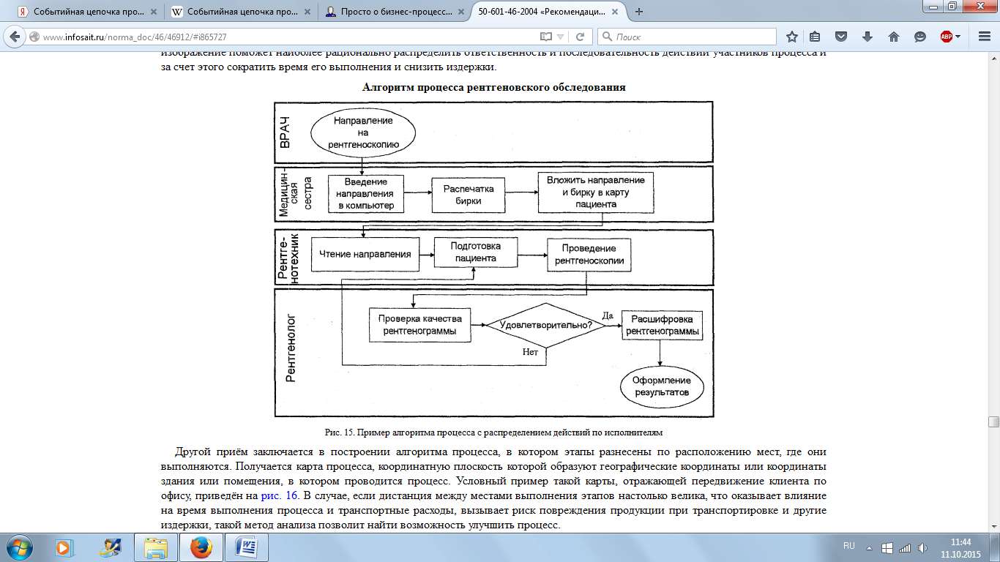 Событийная цепочка про...
Событийная цепочка про...
Просто о бизнес-процесс...
50-601-46-2004 «Рекомендаци...
www.infosait.ru/norma_doc/46/46912/#i865727
Поиск
ABP
изображение поможет наиболее рационально распределить ответственность и последовательность действий участников процесса и
за счет этого сократить время его выполнения и снизить издержки.
Алгоритм процесса рентгеновского обследования
ВРАЧ
Направление
на
рентгеноскопию
Медицин-
ская
сестра
Введение
направления
в компьютер
Распечатка
бирки
Вложить направление
и бирку в карту
пациента
Рентге-
нотехник
Чтение направления
Подготовка
пациента
Проведение
рентгеноскопии
Рентгенолог
Проверка качества
рентгенограммы
Удовлетворительно?
Да
Нет
Расшифровка
рентгенограммы
Оформление
результатов
Рис. 15. Пример алгоритма процесса с распределением действий по исполнителям
Другой приём заключается в построении алгоритма процесса, в котором этапы разнесены по расположению мест, где они
выполняются. Получается карта процесса, координатную плоскость которой образуют географические координаты или координаты
здания или помещения, в котором проводится процесс. Условный пример такой карты, отражающей передвижение клиента по
офису, приведён на рис. 16. В случае, если дистанция между местами выполнения этапов настолько велика, что оказывает влияние
на время выполнения процесса и транспортные расходы, вызывает риск повреждения продукции при транспортировке и другие
издержки, такой метод анализа позволит найти возможность улучшить процесс.
RU
11:44
11.10.2015